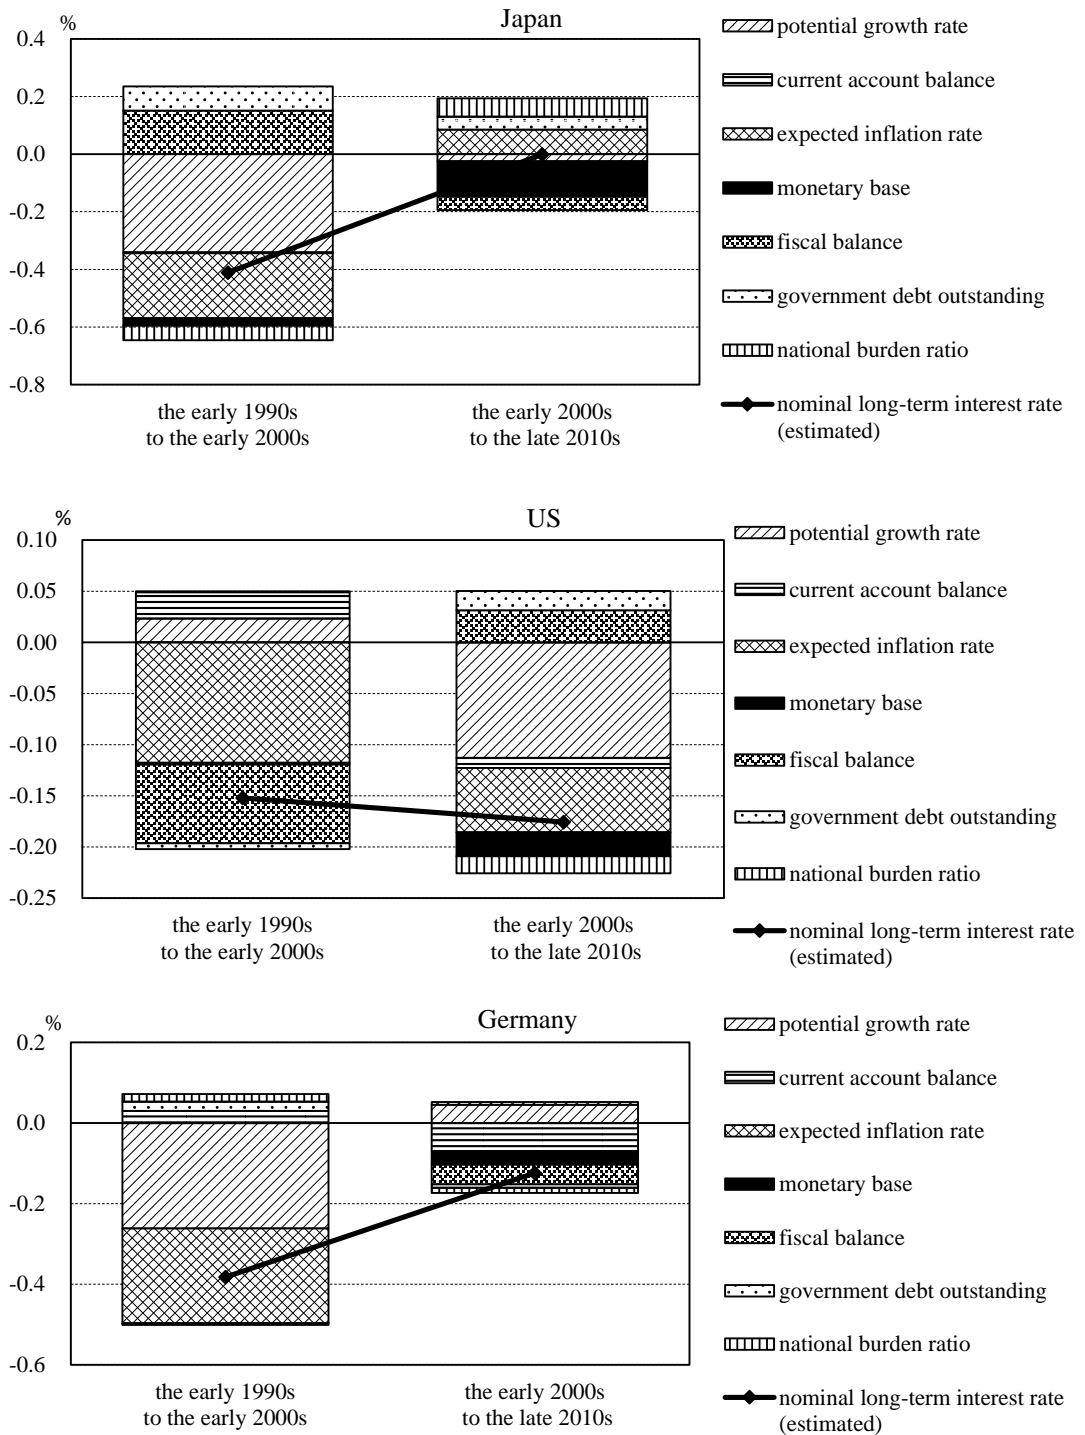 %
Japan
0.4
0.2
0.0
-0.2
-0.4
-0.6
-0.8
the early 1990s
to the early 2000s
the early 2000s
to the late 2010s
potential growth rate
current account balance
expected inflation rate
monetary base
fiscal balance
government debt outstanding
national burden ratio
nominal long-term interest rate
(estimated)
%
US
0.10
0.05
0.00
-0.05
-0.10
-0.15
-0.20
-0.25
the early 1990s
to the early 2000s
the early 2000s
to the late 2010s
potential growth rate
current account balance
expected inflation rate
monetary base
fiscal balance
government debt outstanding
national burden ratio
nominal long-term interest rate
(estimated)
%
Germany
0.2
0.0
-0.2
-0.4
-0.6
the early 1990s
to the early 2000s
the early 2000s
to the late 2010s
potential growth rate
current account balance
expected inflation rate
monetary base
fiscal balance
government debt outstanding
national burden ratio
nominal long-term interest rate
(estimated)